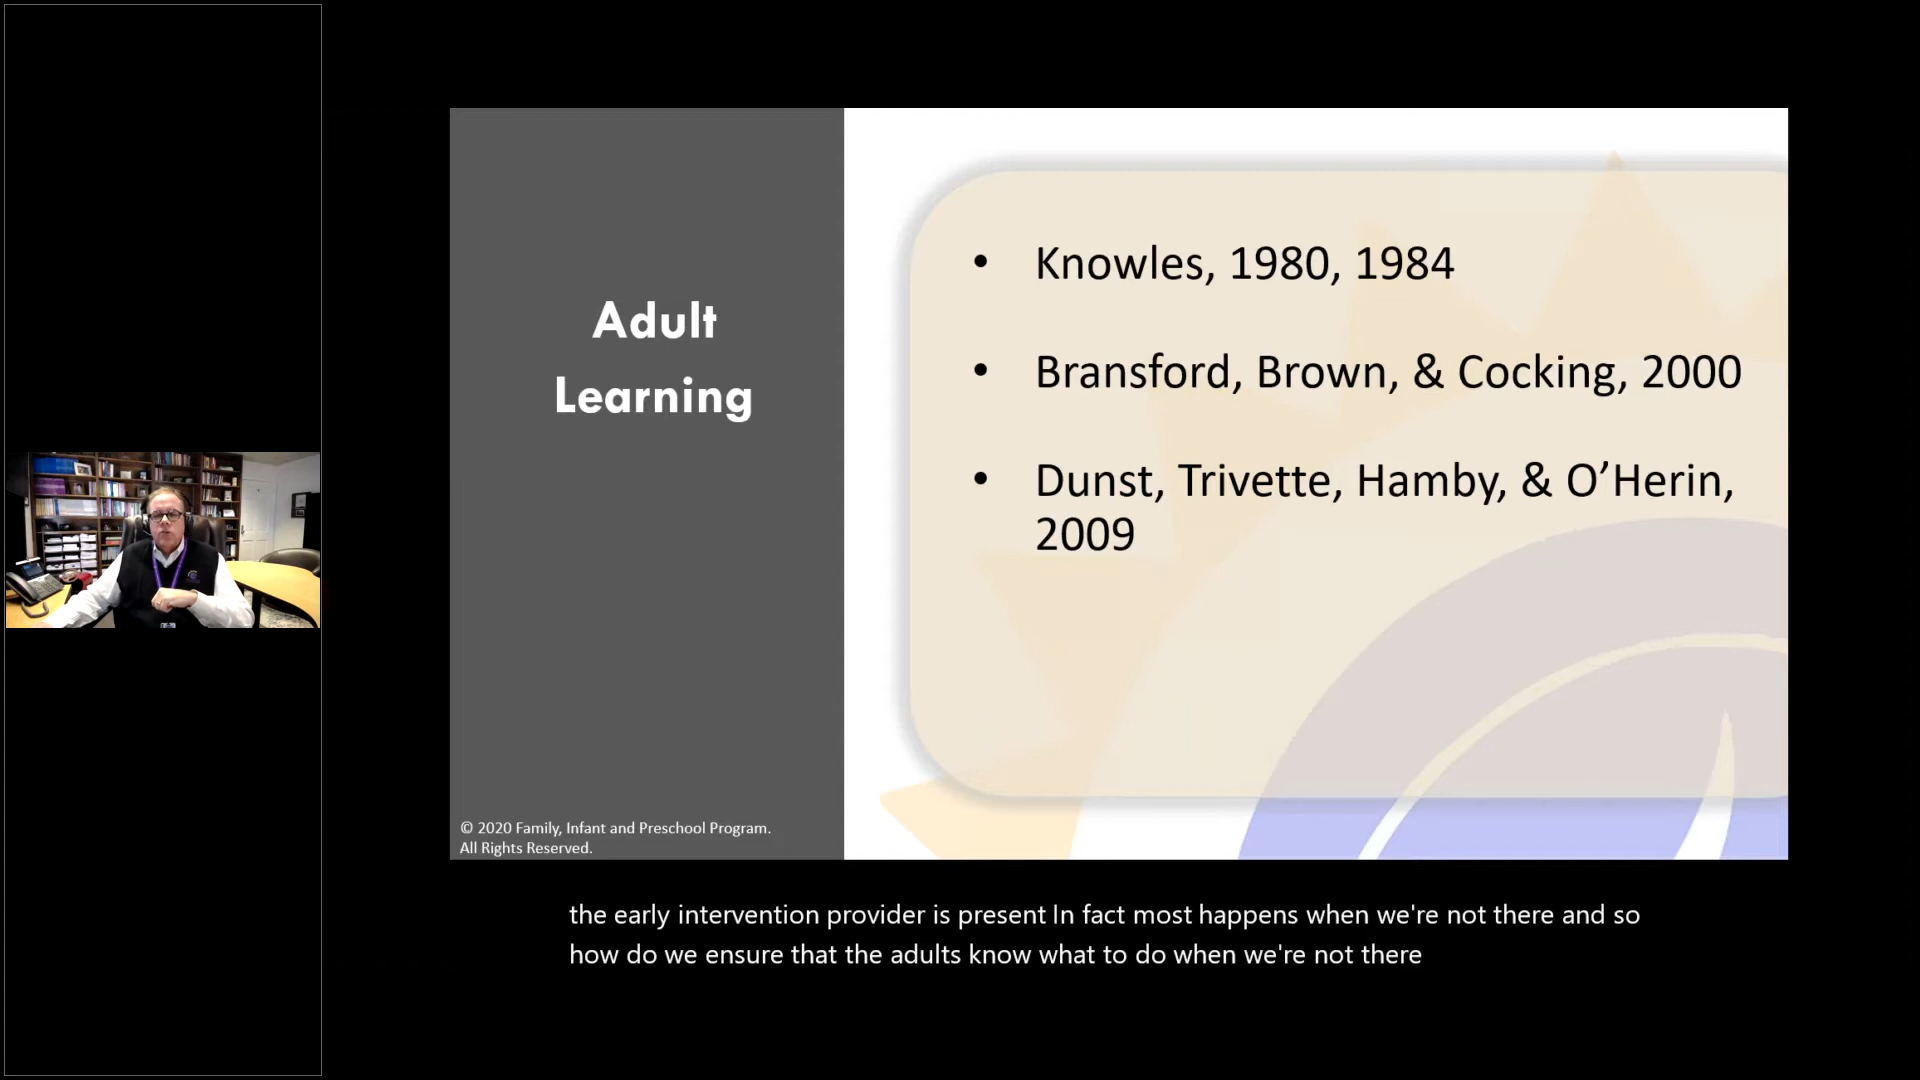 Adult
Learning
• Knowles, 1980, 1984
• Bransford, Brown, & Cocking, 2000
• Dunst, Trivette, Hamby, & O’Herin,
2009
© 2020 Family, Infant and Preschool Program.
All Rights Reserved.
the early intervention provider is present In fact most happens when we're not there and so
how do we ensure that the adults know what to do when we're not there